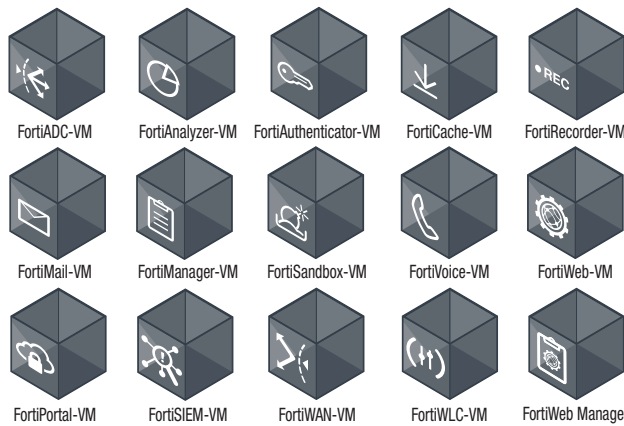 REC
FortiADC-VM FortiAnalyzer-VM FortiAuthenticator-VM FortiCache-VM FortiRecorder-VM
FortiMail-VM FortiManager-VM FortiSandbox-VM FortiVoice-VM FortiWeb-VM
FortiPortal-VM FortiSIEM-VM FortiWAN-VM FortiWLC-VM FortiWeb Manage